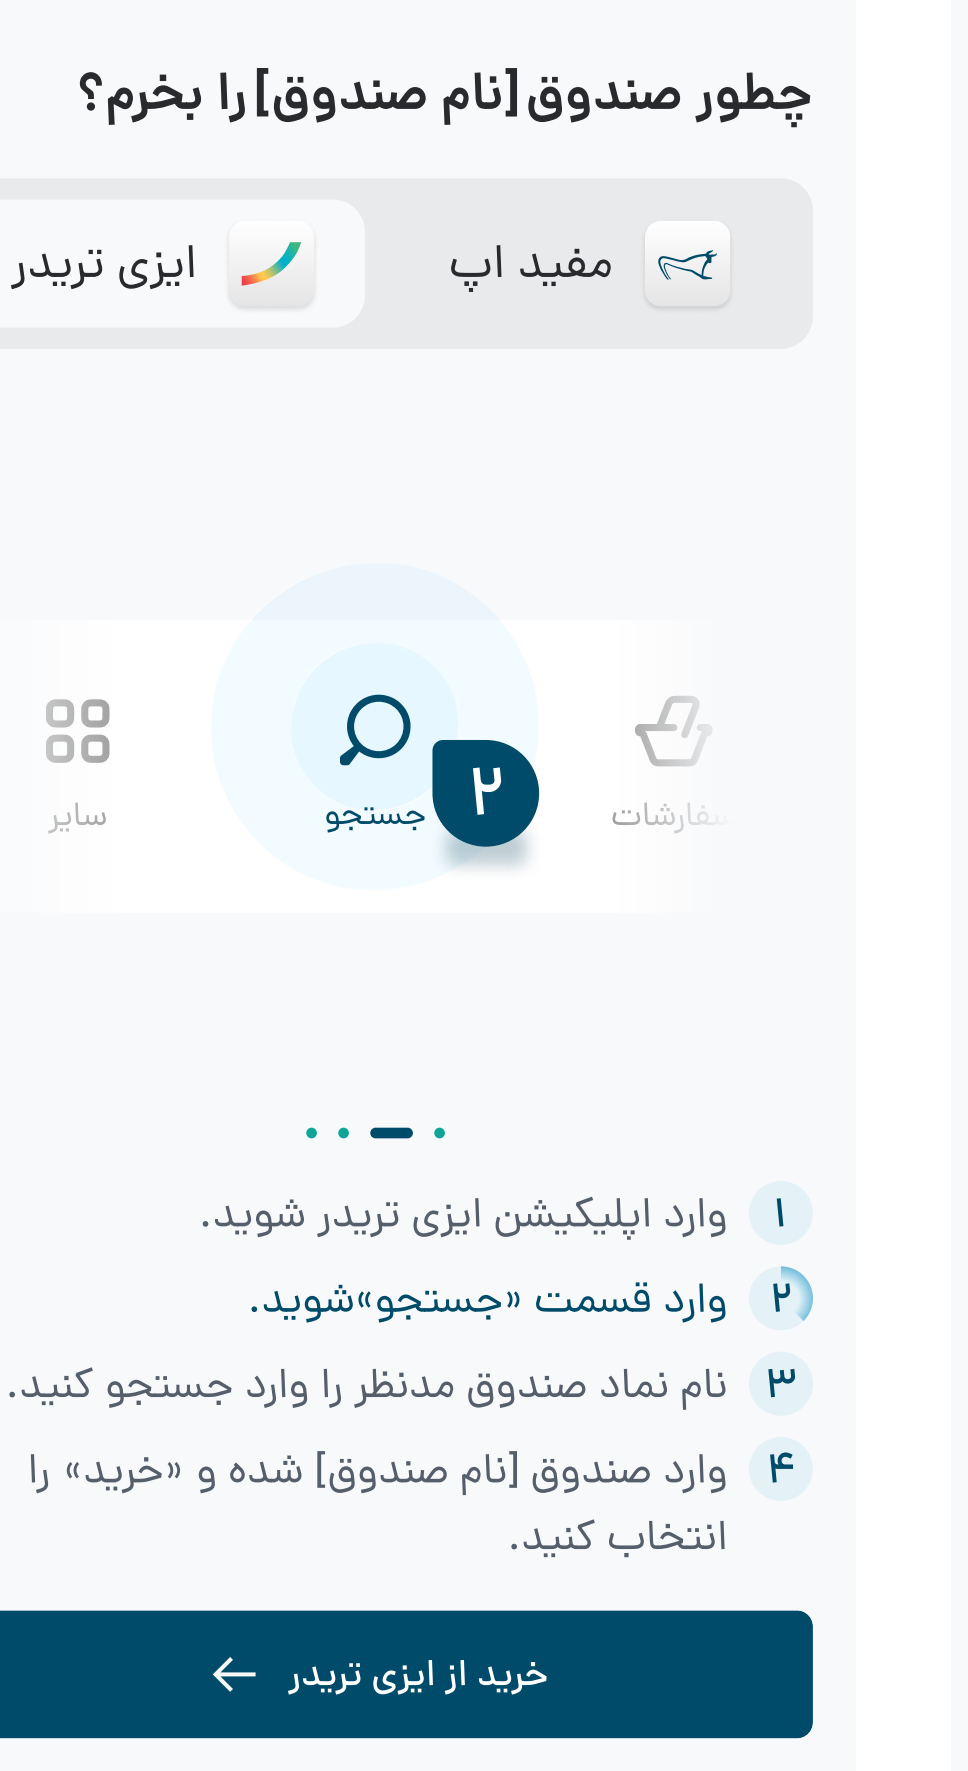 چطور صندوق [نام صندوق] را بخرم؟
مفید اپ
ایزی تریدر
سفارشات
جستجو
سایر
۲
۱ وارد اپلیکیشن ایزی تریدر شوید.
۲ وارد قسمت «جستجو»شوید.
۳ نام نماد صندوق مدنظر را وارد جستجو کنید.
۴ وارد صندوق [نام صندوق] شده و «خرید» را
انتخاب کنید.
خرید از ایزی تریدر